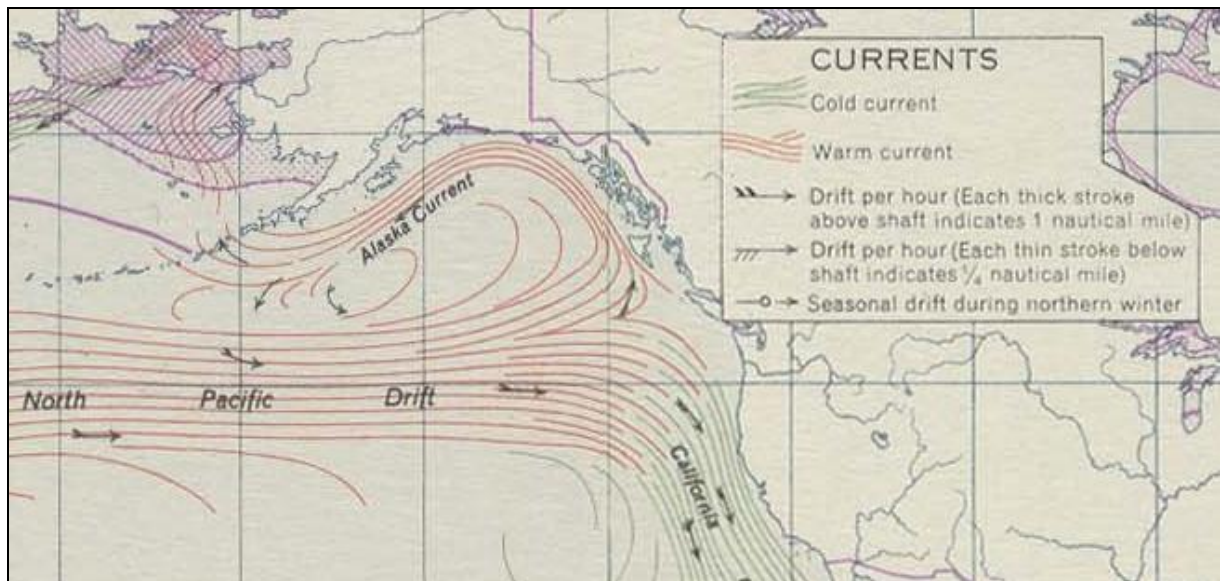 CURRENTS
Cold current
Warm current
Drift per hour (Each thick stroke
above shaft indicates 1 nautical mile)
Drift per hour (Each thin stroke below
shaft indicates ¼ nautical mile)
Seasonal drift during northern winter
Alaska Current
North Pacific Drift
California